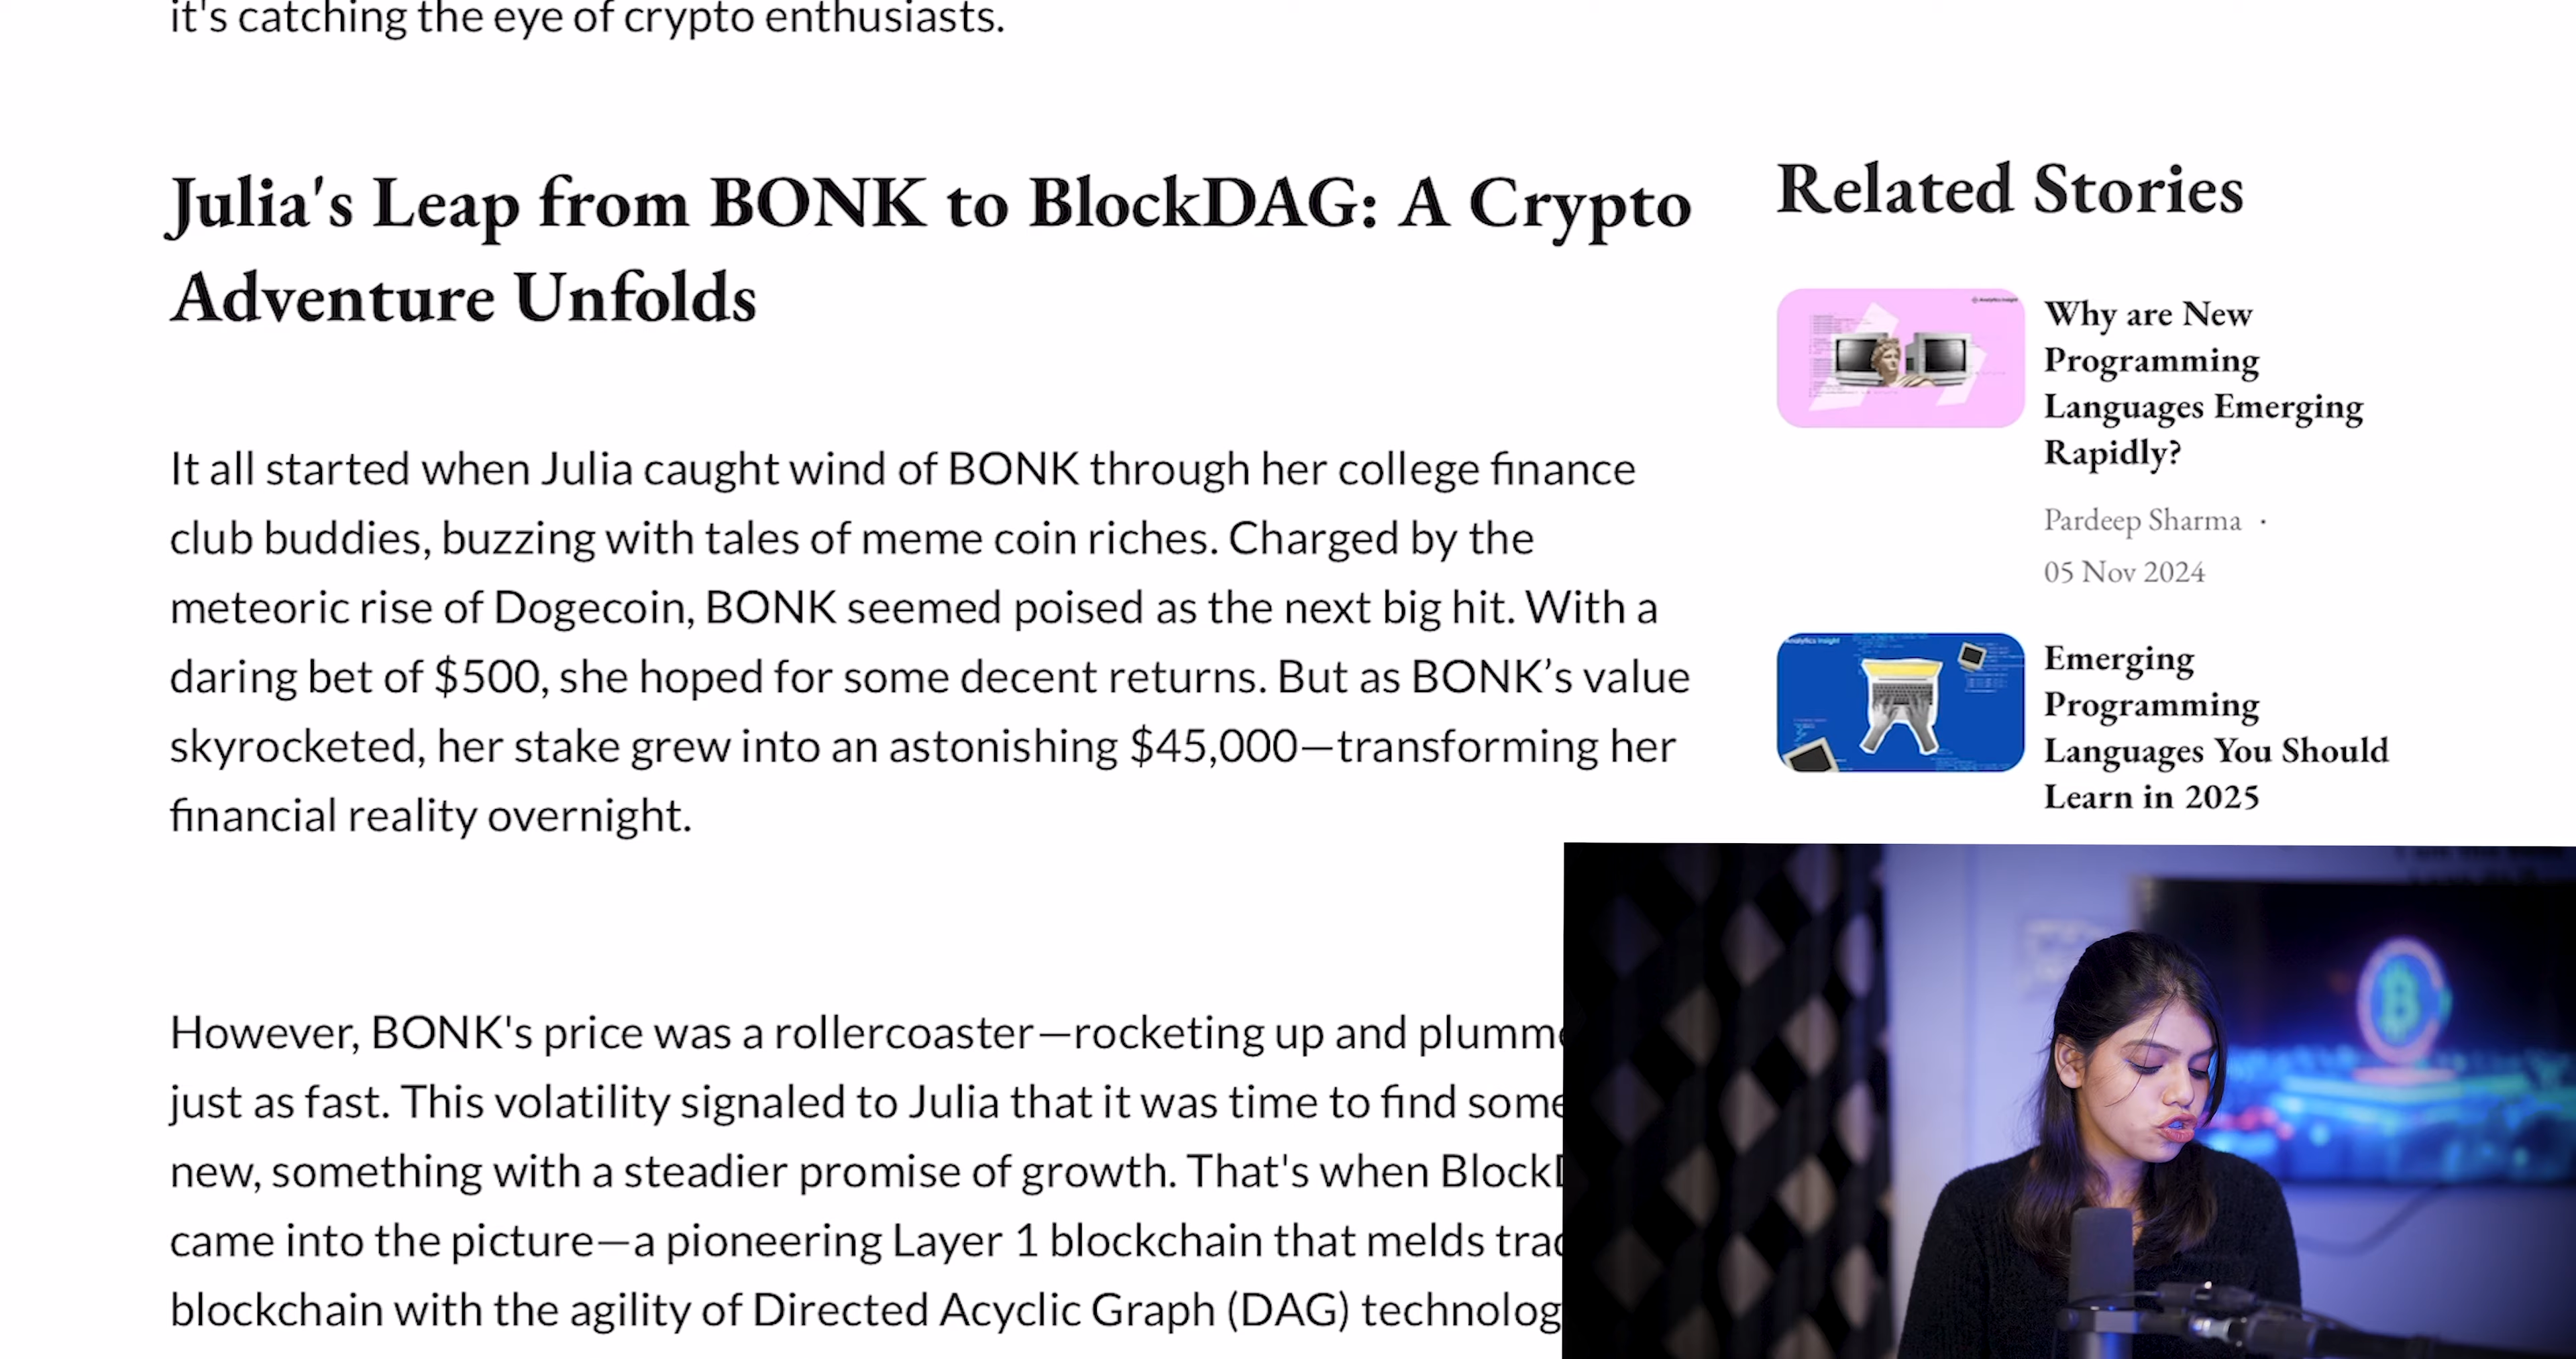 it's catching the eye of crypto enthusiasts.
Julia's Leap from BONK to BlockDAG: A Crypto
Adventure Unfolds
It all started when Julia caught wind of BONK through her college finance
club buddies, buzzing with tales of meme coin riches. Charged by the
meteoric rise of Dogecoin, BONK seemed poised as the next big hit. With a
daring bet of $500, she hoped for some decent returns. But as BONK’s value
skyrocketed, her stake grew into an astonishing $45,000—transforming her
financial reality overnight.
However, BONK's price was a rollercoaster—rocketing up and plumme
just as fast. This volatility signaled to Julia that it was time to find some
new, something with a steadier promise of growth. That's when Block
came into the picture—a pioneering Layer 1 blockchain that melds trad
blockchain with the agility of Directed Acyclic Graph (DAG) technolog
Related Stories
Analytics Insight
Why are New
Programming
Languages Emerging
Rapidly?
Pardeep Sharma ·
05 Nov 2024
Analytics Insight
Emerging
Programming
Languages You Should
Learn in 2025